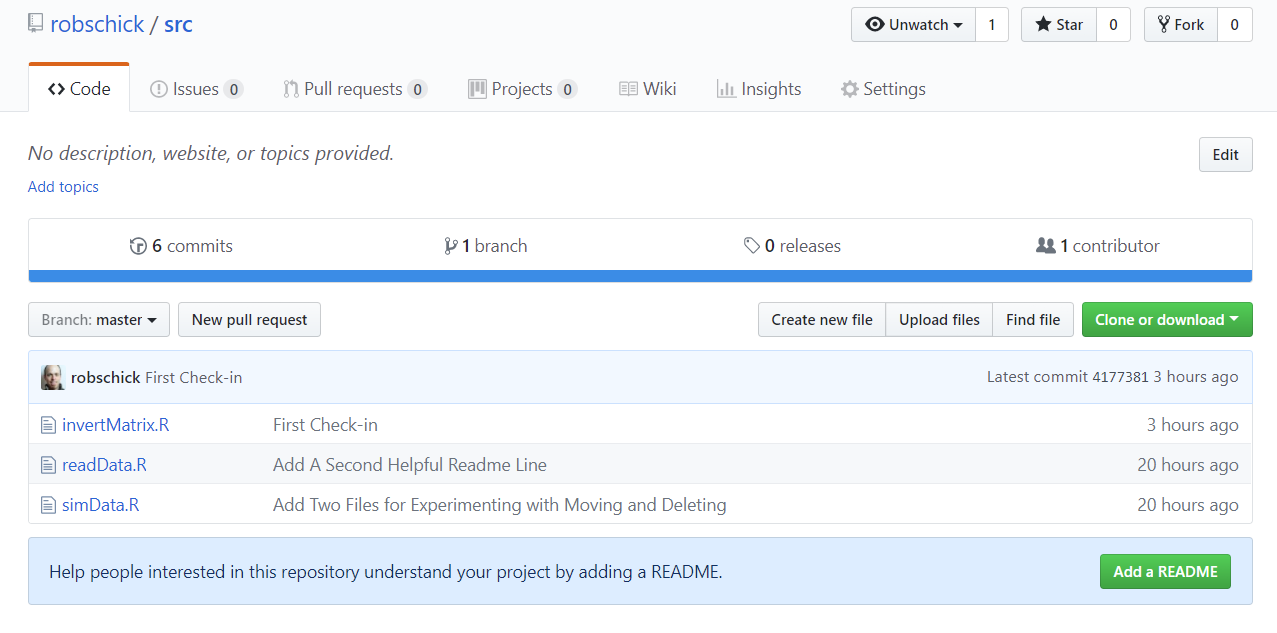 robschick / src
Unwatch 1 Star 0 Fork 0
Code Issues 0 Pull requests 0 Projects 0 Wiki Insights Settings
No description, website, or topics provided. Edit
Add topics
6 commits 1 branch 0 releases 1 contributor
Branch: master New pull request Create new file Upload files Find file Clone or download
robschick First Check-in Latest commit 4177381 3 hours ago
invertMatrix.R First Check-in 3 hours ago
readData.R Add A Second Helpful Readme Line 20 hours ago
simData.R Add Two Files for Experimenting with Moving and Deleting 20 hours ago
Help people interested in this repository understand your project by adding a README. Add a README